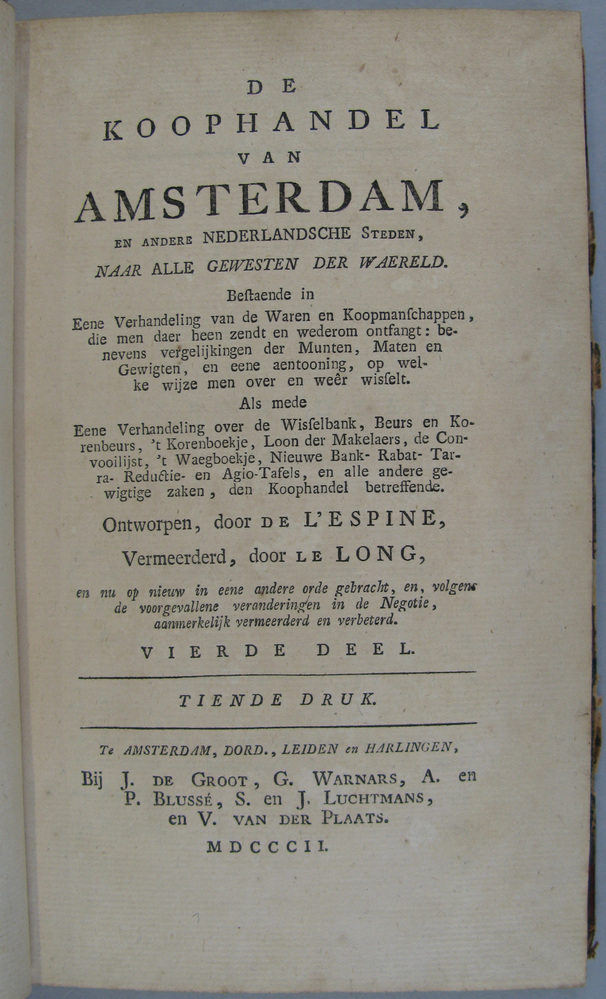 DE
KOOPHANDEL
VAN
AMSTERDAM,
EN ANDERE NEDERLANDSCHE STEDEN,
NAAR ALLE GEWESTEN DER WAERELD.
Beſtaende in
Eene Verhandeling van de Waren en Koopmanſchappen,
die men daer heen zendt en wederom ontfangt: be-
nevens vergelijkingen der Munten, Maten en
Gewigten, en eene aentooning, op wel-
ke wijze men over en weêr wisſelt.
Als mede
Eene Verhandeling over de Wisſelbank, Beurs en Ko-
renbeurs, 't Korenboekje, Loon der Makelaers, de Con-
vooilijst, 't Waegboekje, Nieuwe Bank- Rabat- Tar-
ra- Reductie- en Agio-Tafels, en alle andere ge-
wigtige zaken, den Koophandel betreffende.
Ontworpen, door DE L'ESPINE,
Vermeerderd, door LE LONG,
en nu op nieuw in eene andere orde gebracht, en, volgens
de voorgevallene veranderingen in de Negotie,
aanmerkelijk vermeerderd en verbeterd.
VIERDE DEEL.
TIENDE DRUK.
Te AMSTERDAM, DORD., LEIDEN en HARLINGEN,
Bij J. DE GROOT, G. WARNARS, A. en
P. BLUSSÉ, S. en J. LUCHTMANS,
en V. VAN DER PLAATS.
MDCCCII.